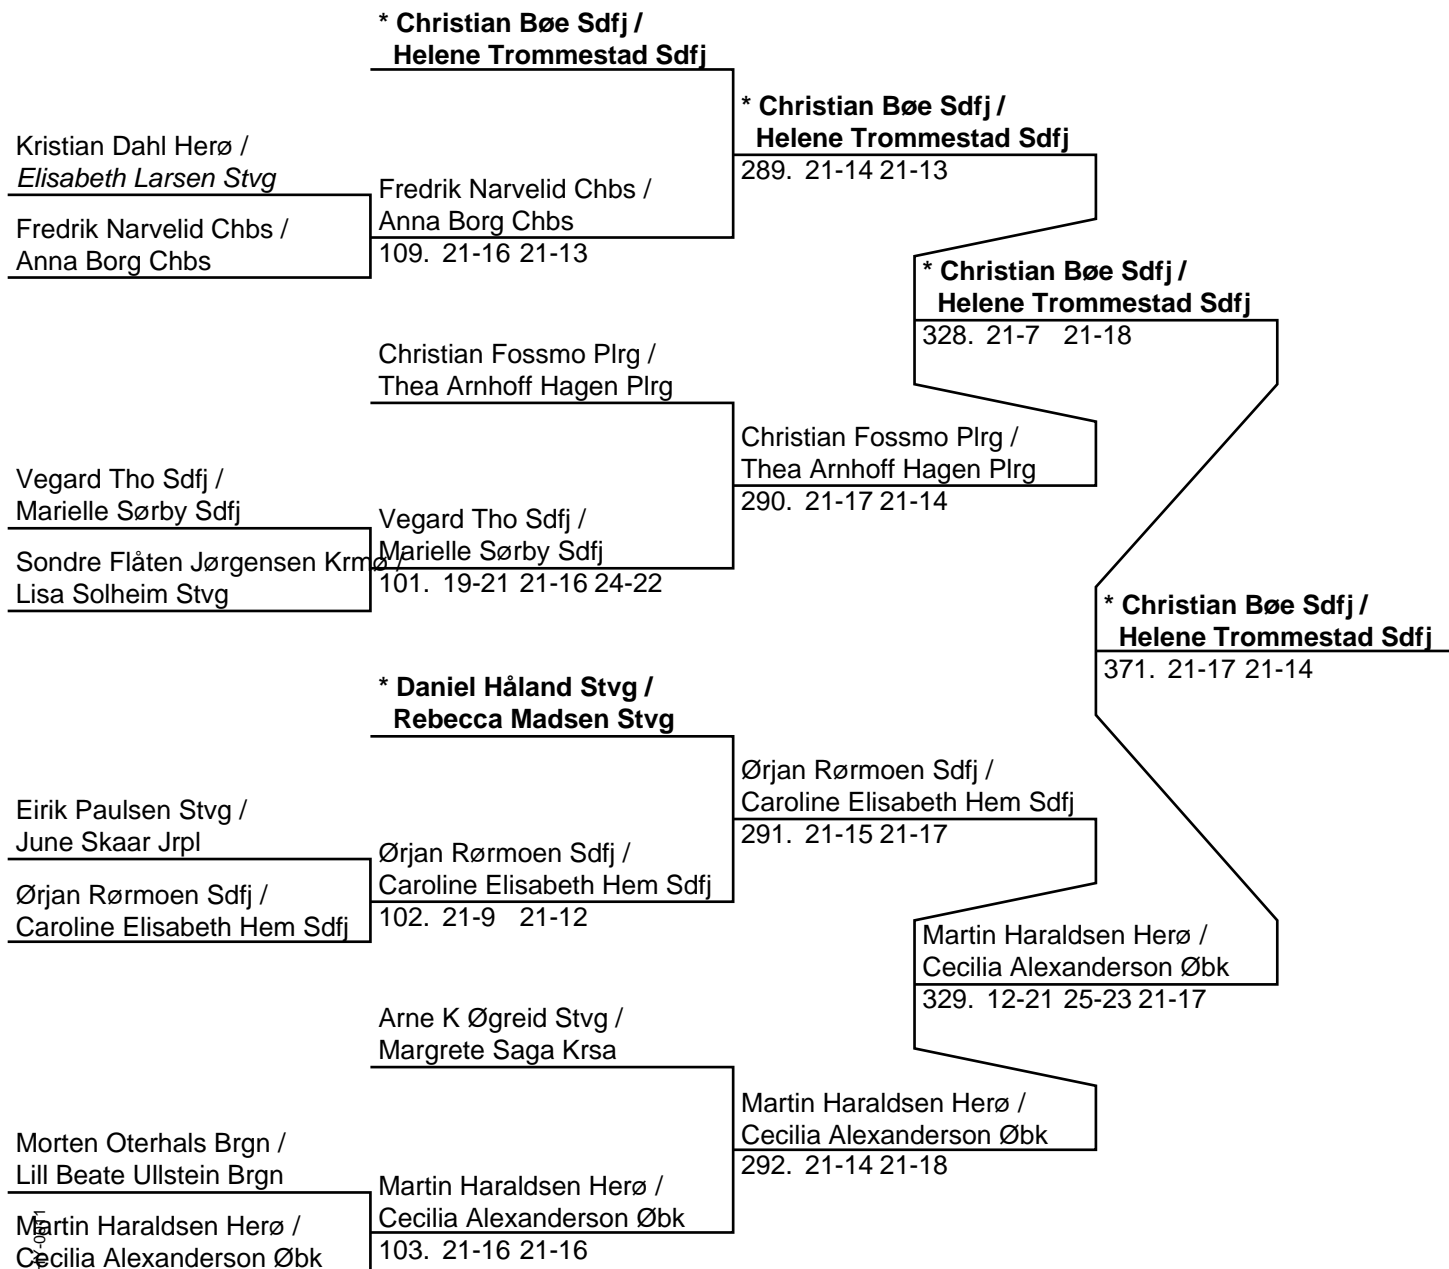 * Christian Bøe Sdfj /
Helene Trommestad Sdfj
* Christian Bøe Sdfj /
Helene Trommestad Sdfj
289. 21-14 21-13
Kristian Dahl Herø /
Elisabeth Larsen Stvg
Fredrik Narvelid Chbs /
Anna Borg Chbs
Fredrik Narvelid Chbs /
Anna Borg Chbs
109. 21-16 21-13
* Christian Bøe Sdfj /
Helene Trommestad Sdfj
328. 21-7 21-18
Christian Fossmo Plrg /
Thea Arnhoff Hagen Plrg
Christian Fossmo Plrg /
Thea Arnhoff Hagen Plrg
290. 21-17 21-14
Vegard Tho Sdfj /
Marielle Sørby Sdfj
Sondre Flåten Jørgensen Krmø /
Lisa Solheim Stvg
Vegard Tho Sdfj /
Marielle Sørby Sdfj
101. 19-21 21-16 24-22
* Christian Bøe Sdfj /
Helene Trommestad Sdfj
371. 21-17 21-14
* Daniel Håland Stvg /
Rebecca Madsen Stvg
Ørjan Rørmoen Sdfj /
Caroline Elisabeth Hem Sdfj
291. 21-15 21-17
Eirik Paulsen Stvg /
June Skaar Jrpl
Ørjan Rørmoen Sdfj /
Caroline Elisabeth Hem Sdfj
Ørjan Rørmoen Sdfj /
Caroline Elisabeth Hem Sdfj
102. 21-9 21-12
Martin Haraldsen Herø /
Cecilia Alexanderson Øbk
329. 12-21 25-23 21-17
Arne K Øgreid Stvg /
Margrete Saga Krsa
Martin Haraldsen Herø /
Cecilia Alexanderson Øbk
292. 21-14 21-18
Morten Oterhals Brgn /
Lill Beate Ullstein Brgn
Martin Haraldsen Herø /
Cecilia Alexanderson Øbk
Martin Haraldsen Herø /
Cecilia Alexanderson Øbk
103. 21-16 21-16